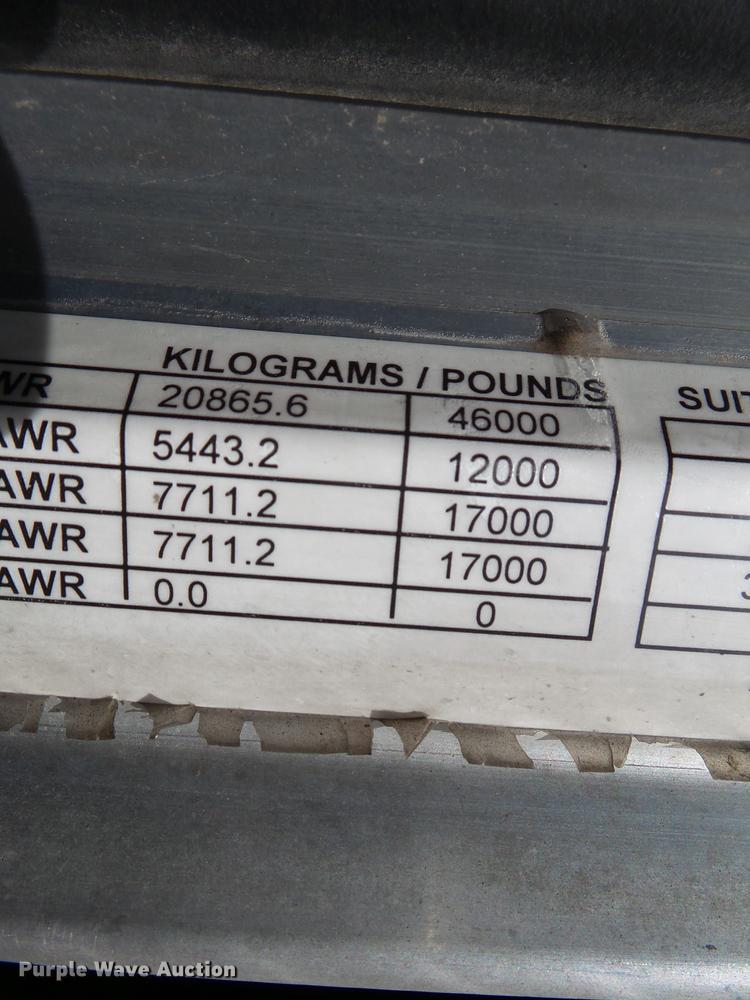 KILOGRAMS / POUNDS SUIT
WR 20865.6 46000
AWR 5443.2 12000
AWR 7711.2 17000
AWR 7711.2 17000
AWR 0.0 0
Purple Wave Auction